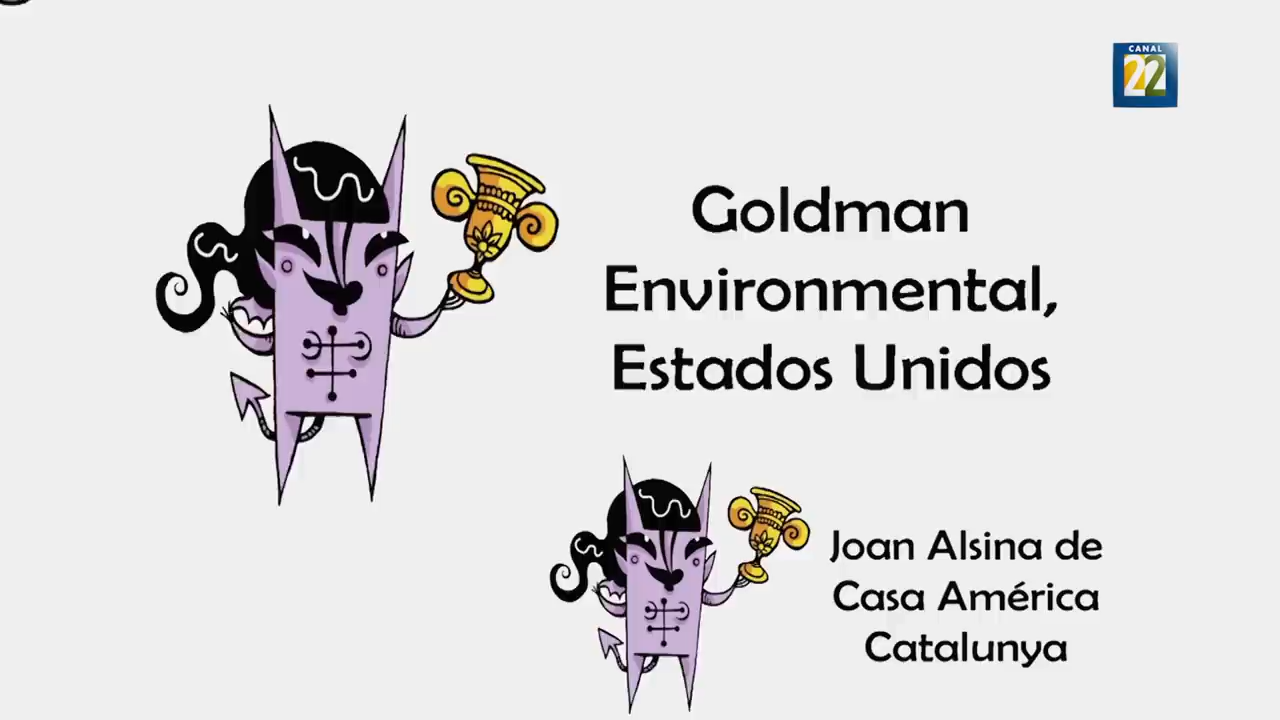 CANAL
22
Goldman
Environmental,
Estados Unidos
Joan Alsina de
Casa América
Catalunya